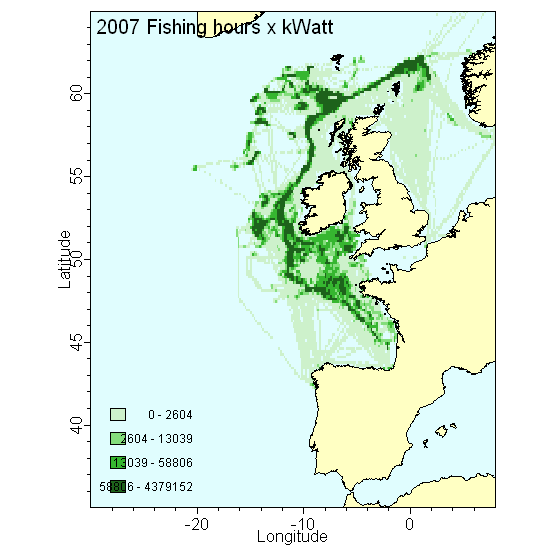 2007 Fishing hours x kWatt
60
55
50
45
40
Latitude
0 - 2604
2604 - 13039
13039 - 58806
58806 - 4379152
-20 -10 0
Longitude